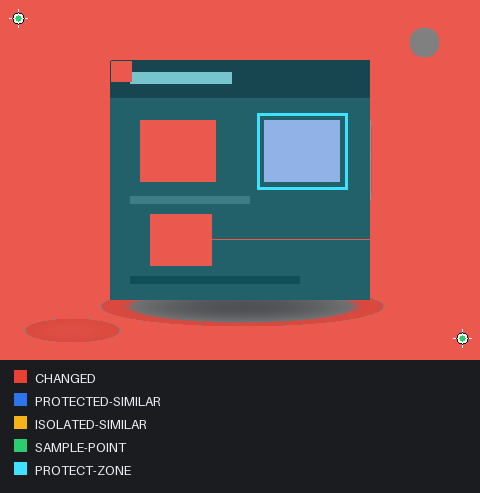 CHANGED
PROTECTED-SIMILAR
ISOLATED-SIMILAR
SAMPLE-POINT
PROTECT-ZONE